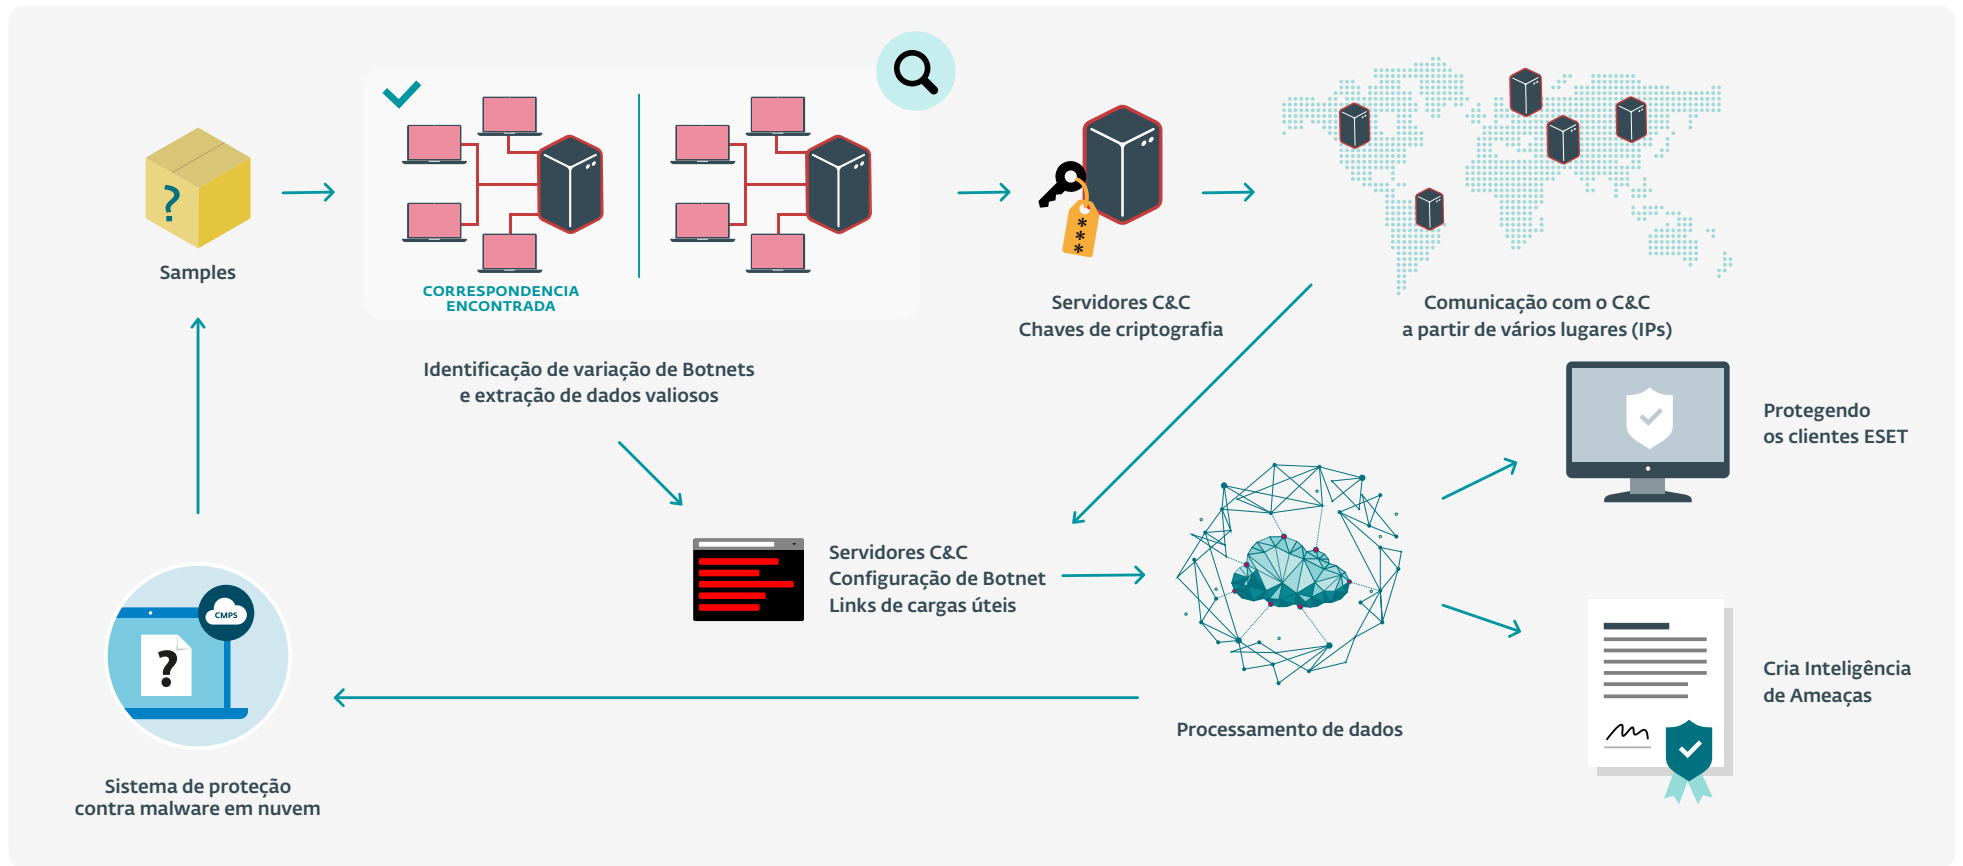 ?
Samples
CORRESPONDENCIA
ENCONTRADA
Identificação de variação de Botnets
e extração de dados valiosos
***
Servidores C&C
Chaves de criptografia
Comunicação com o C&C
a partir de vários lugares (IPs)
Protegendo
os clientes ESET
Servidores C&C
Configuração de Botnet
Links de cargas úteis
CMPS
?
Processamento de dados
Cria Inteligência
de Ameaças
Sistema de proteção
contra malware em nuvem